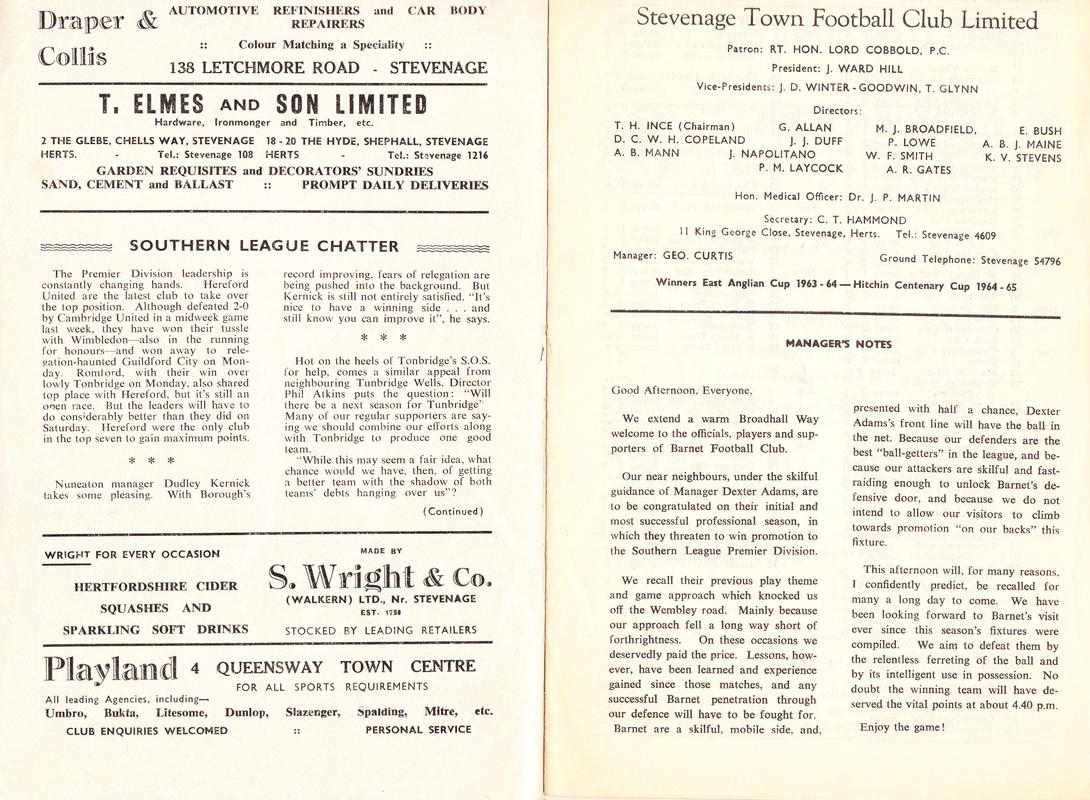 Draper & Collis
AUTOMOTIVE REFINISHERS and CAR BODY
REPAIRERS
:: Colour Matching a Speciality ::
138 LETCHMORE ROAD - STEVENAGE
T. ELMES AND SON LIMITED
Hardware, Ironmonger and Timber, etc.
2 THE GLEBE, CHELLS WAY, STEVENAGE 18 - 20 THE HYDE, SHEPHALL, STEVENAGE
HERTS. - Tel.: Stevenage 108 HERTS - Tel.: Stevenage 1216
GARDEN REQUISITES and DECORATORS' SUNDRIES
SAND, CEMENT and BALLAST :: PROMPT DAILY DELIVERIES
SOUTHERN LEAGUE CHATTER
The Premier Division leadership is
constantly changing hands. Hereford
United are the latest club to take over
the top position. Although defeated 2-0
by Cambridge United in a midweek game
last week, they have won their tussle
with Wimbledon—also in the running
for honours—and won away to rele-
gation-haunted Guildford City on Mon-
day. Romford, with their win over
lowly Tonbridge on Monday, also shared
top place with Hereford, but it's still an
open race. But the leaders will have to
do considerably better than they did on
Saturday. Hereford were the only club
in the top seven to gain maximum points.
* * *
Nuneaton manager Dudley Kernick
takes some pleasing. With Borough's
record improving, fears of relegation are
being pushed into the background. But
Kernick is still not entirely satisfied. "It's
nice to have a winning side . . . and
still know you can improve it", he says.
* * *
Hot on the heels of Tonbridge's S.O.S.
for help, comes a similar appeal from
neighbouring Tunbridge Wells. Director
Phil Atkins puts the question: "Will
there be a next season for Tunbridge'
Many of our regular supporters are say-
ing we should combine our efforts along
with Tonbridge to produce one good
team.
"While this may seem a fair idea, what
chance would we have, then, of getting
a better team with the shadow of both
teams' debts hanging over us"?
(Continued)
WRIGHT FOR EVERY OCCASION
HERTFORDSHIRE CIDER
SQUASHES AND
SPARKLING SOFT DRINKS
MADE BY
S. Wright & Co.
(WALKERN) LTD., Nr. STEVENAGE
EST. 1798
STOCKED BY LEADING RETAILERS
Playland 4 QUEENSWAY TOWN CENTRE
FOR ALL SPORTS REQUIREMENTS
All leading Agencies, including—
Umbro, Bukta, Litesome, Dunlop, Slazenger, Spalding, Mitre, etc.
CLUB ENQUIRIES WELCOMED :: PERSONAL SERVICE
Stevenage Town Football Club Limited
Patron: RT. HON. LORD COBBOLD, P.C.
President: J. WARD HILL
Vice-Presidents: J. D. WINTER - GOODWIN, T. GLYNN
Directors:
T. H. INCE (Chairman) G. ALLAN M. J. BROADFIELD, E. BUSH
D. C. W. H. COPELAND J. J. DUFF P. LOWE A. B. J. MAINE
A. B. MANN J. NAPOLITANO W. F. SMITH K. V. STEVENS
P. M. LAYCOCK A. R. GATES
Hon. Medical Officer: Dr. J. P. MARTIN
Secretary: C. T. HAMMOND
11 King George Close, Stevenage, Herts. Tel.: Stevenage 4609
Manager: GEO. CURTIS Ground Telephone: Stevenage 54796
Winners East Anglian Cup 1963 - 64 — Hitchin Centenary Cup 1964 - 65
MANAGER'S NOTES
Good Afternoon, Everyone,
We extend a warm Broadhall Way
welcome to the officials, players and sup-
porters of Barnet Football Club.
Our near neighbours, under the skilful
guidance of Manager Dexter Adams, are
to be congratulated on their initial and
most successful professional season, in
which they threaten to win promotion to
the Southern League Premier Division.
We recall their previous play theme
and game approach which knocked us
off the Wembley road. Mainly because
our approach fell a long way short of
forthrightness. On these occasions we
deservedly paid the price. Lessons, how-
ever, have been learned and experience
gained since those matches, and any
successful Barnet penetration through
our defence will have to be fought for.
Barnet are a skilful, mobile side, and,
presented with half a chance, Dexter
Adams's front line will have the ball in
the net. Because our defenders are the
best "ball-getters" in the league, and be-
cause our attackers are skilful and fast-
raiding enough to unlock Barnet's de-
fensive door, and because we do not
intend to allow our visitors to climb
towards promotion "on our backs" this
fixture.
This afternoon will, for many reasons,
I confidently predict, be recalled for
many a long day to come. We have
been looking forward to Barnet's visit
ever since this season's fixtures were
compiled. We aim to defeat them by
the relentless ferreting of the ball and
by its intelligent use in possession. No
doubt the winning team will have de-
served the vital points at about 4.40 p.m.
Enjoy the game!